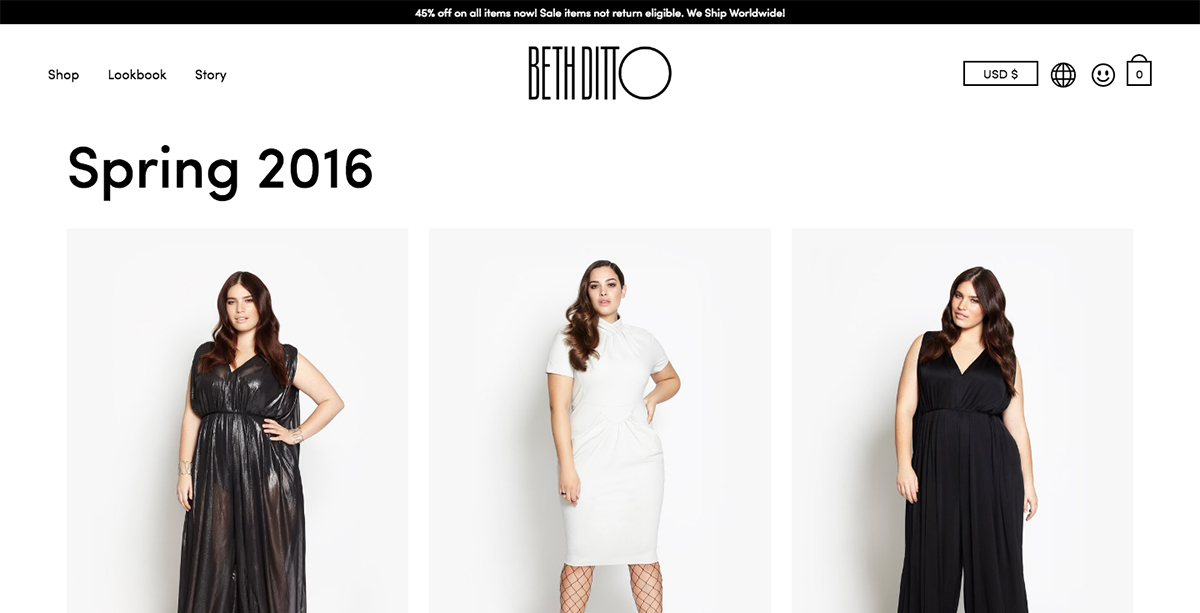 45% off on all items now! Sale items not return eligible. We Ship Worldwide!
Shop Lookbook Story
BETH DITTO
USD $
0
Spring 2016